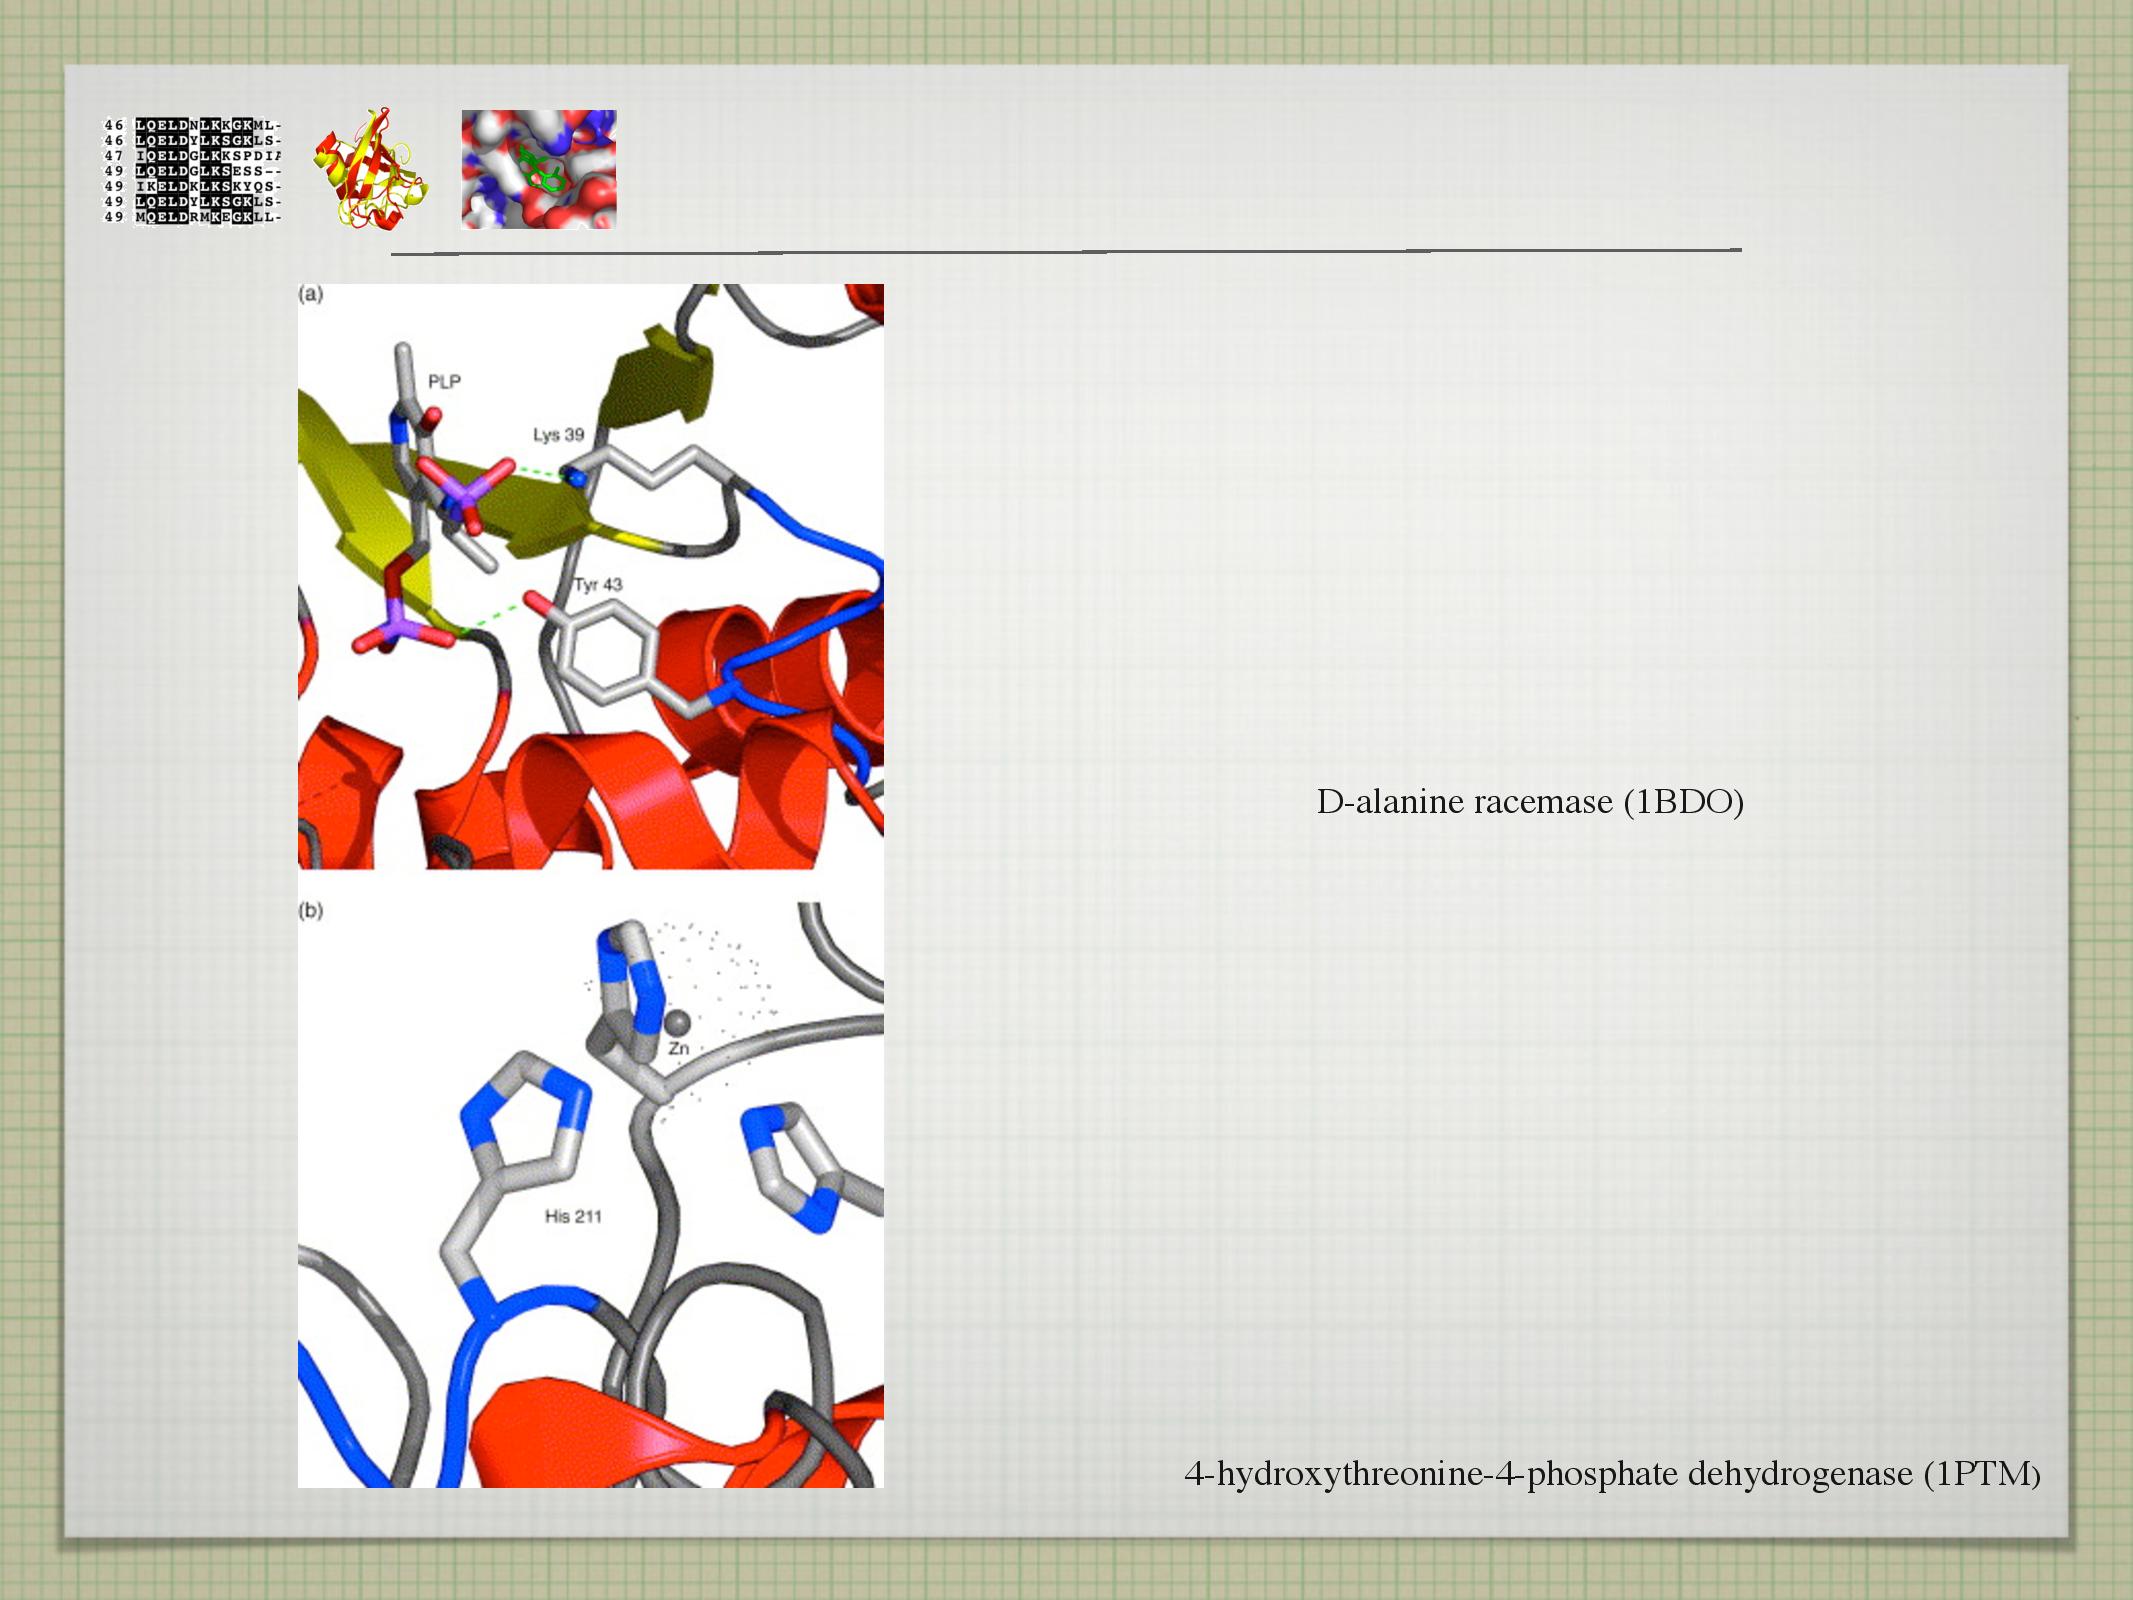 46 LQELDNLKKGKML-
46 LQELDYLKSGKLS-
47 IQELDGLKKSPDIA
49 LQELDGLKSESS--
49 IKELDKLKSKYQS-
49 LQELDYLKSGKLS-
49 MQELDRMKEGKLL-
(a)
PLP
Lys 39
Tyr 43
D-alanine racemase (1BDO)
(b)
Zn
His 211
4-hydroxythreonine-4-phosphate dehydrogenase (1PTM)